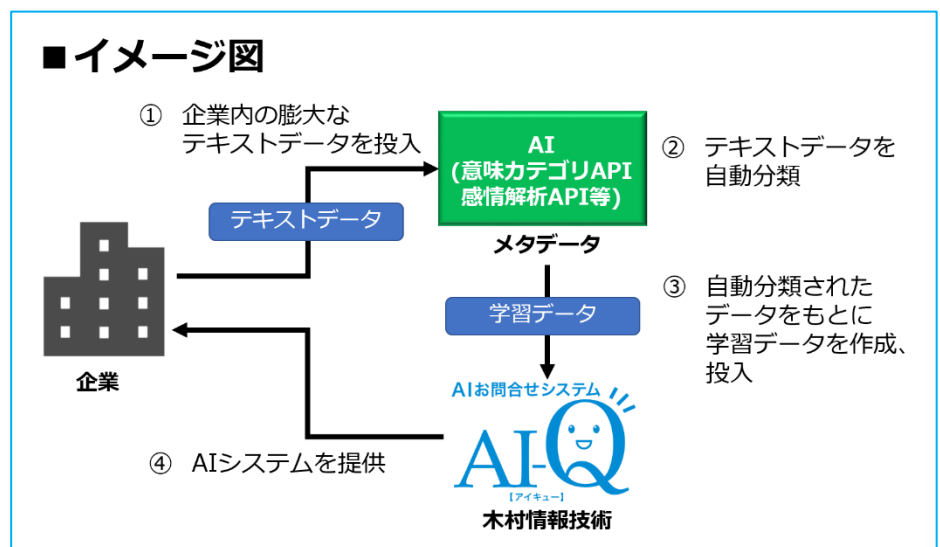 ■イメージ図
① 企業内の膨大な
テキストデータを投入
AI
(意味カテゴリAPI
感情解析API等)
② テキストデータを
自動分類
テキストデータ
メタデータ
③ 自動分類された
データをもとに
学習データを作成、
投入
学習データ
企業
AIお問合せシステム
AI-Q
【アイキュー】
木村情報技術
④ AIシステムを提供